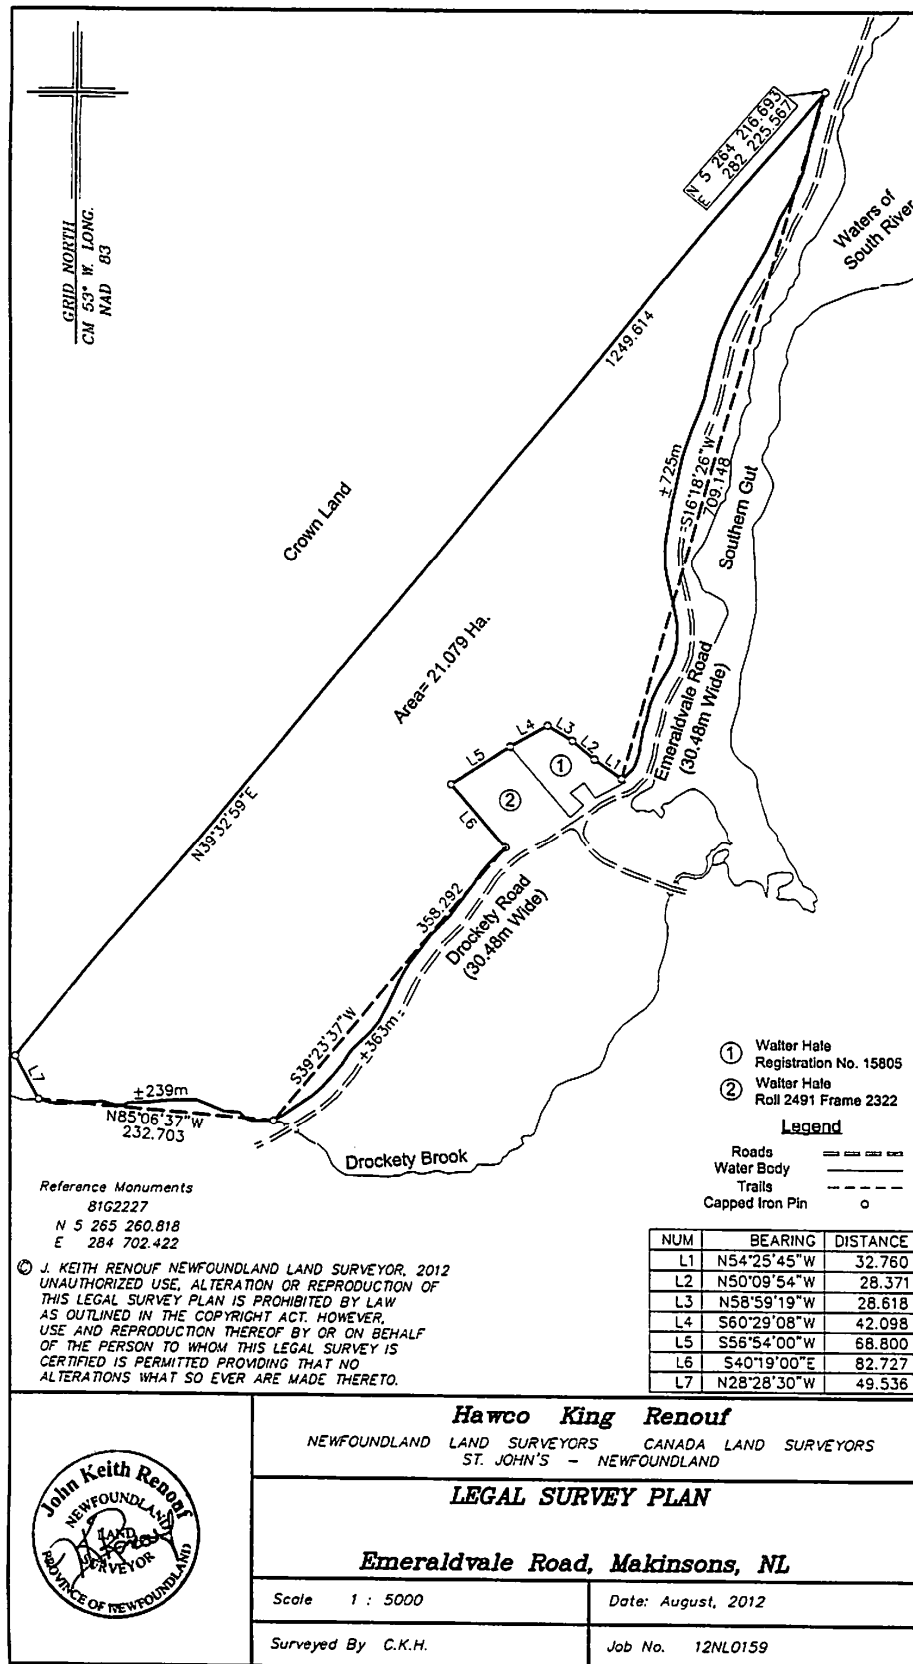 GRID NORTH
CM 53° W. LONG.
NAD 83
N 5 264 216.693
E 282 225.567
Waters of
South River
1249.614
±725m
S16°18'26"W
709.148
Southern Gut
Crown Land
Area= 21.079 Ha.
Emeraldvale Road
(30.48m Wide)
L1
L2
L3
L4
L5
L6
1
2
N39°32'59"E
358.292
Drockety Road
(30.48m Wide)
S39°23'37"W
±363m
L7
±239m
N85°06'37"W
232.703
Drockety Brook
1 Walter Hale
Registration No. 15805
2 Walter Hale
Roll 2491 Frame 2322
Legend
Roads
Water Body
Trails
Capped Iron Pin
Reference Monuments
81G2227
N 5 265 260.818
E 284 702.422
© J. KEITH RENOUF NEWFOUNDLAND LAND SURVEYOR, 2012
UNAUTHORIZED USE, ALTERATION OR REPRODUCTION OF
THIS LEGAL SURVEY PLAN IS PROHIBITED BY LAW
AS OUTLINED IN THE COPYRIGHT ACT. HOWEVER,
USE AND REPRODUCTION THEREOF BY OR ON BEHALF
OF THE PERSON TO WHOM THIS LEGAL SURVEY IS
CERTIFIED IS PERMITTED PROVIDING THAT NO
ALTERATIONS WHAT SO EVER ARE MADE THERETO.
NUM BEARING DISTANCE
L1 N54°25'45"W 32.760
L2 N50°09'54"W 28.371
L3 N58°59'19"W 28.618
L4 S60°29'08"W 42.098
L5 S56°54'00"W 68.800
L6 S40°19'00"E 82.727
L7 N28°28'30"W 49.536
Hawco King Renouf
NEWFOUNDLAND LAND SURVEYORS CANADA LAND SURVEYORS
ST. JOHN'S - NEWFOUNDLAND
LEGAL SURVEY PLAN
Emeraldvale Road, Makinsons, NL
Scale 1 : 5000
Date: August, 2012
Surveyed By C.K.H.
Job No. 12NL0159
John Keith Renouf
NEWFOUNDLAND
LAND
SURVEYOR
PROVINCE OF NEWFOUNDLAND